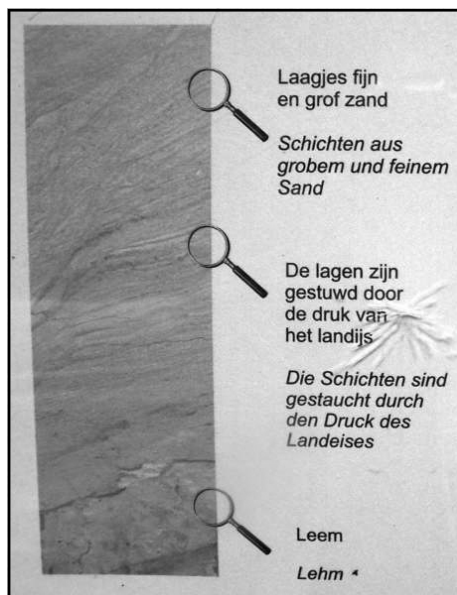 Laagjes fijn
en grof zand
Schichten aus
grobem und feinem
Sand
De lagen zijn
gestuwd door
de druk van
het landijs
Die Schichten sind
gestaucht durch
den Druck des
Landeises
Leem
Lehm